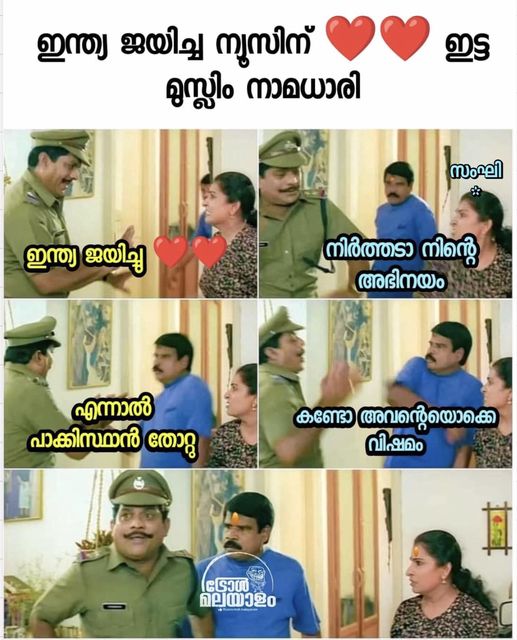 ഇന്ത്യ ജയിച്ച ന്യൂസിന് ❤️❤️ ഇട്ട
മുസ്ലിം നാമധാരി
ഇന്ത്യ ജയിച്ചു ❤️❤️
സംഘി
*
നിർത്തടാ നിന്റെ
അഭിനയം
എന്നാൽ
പാക്കിസ്ഥാൻ തോറ്റു
കണ്ടോ അവന്റെയൊക്കെ
വിഷമം
ട്രോൾ
മലയാളം